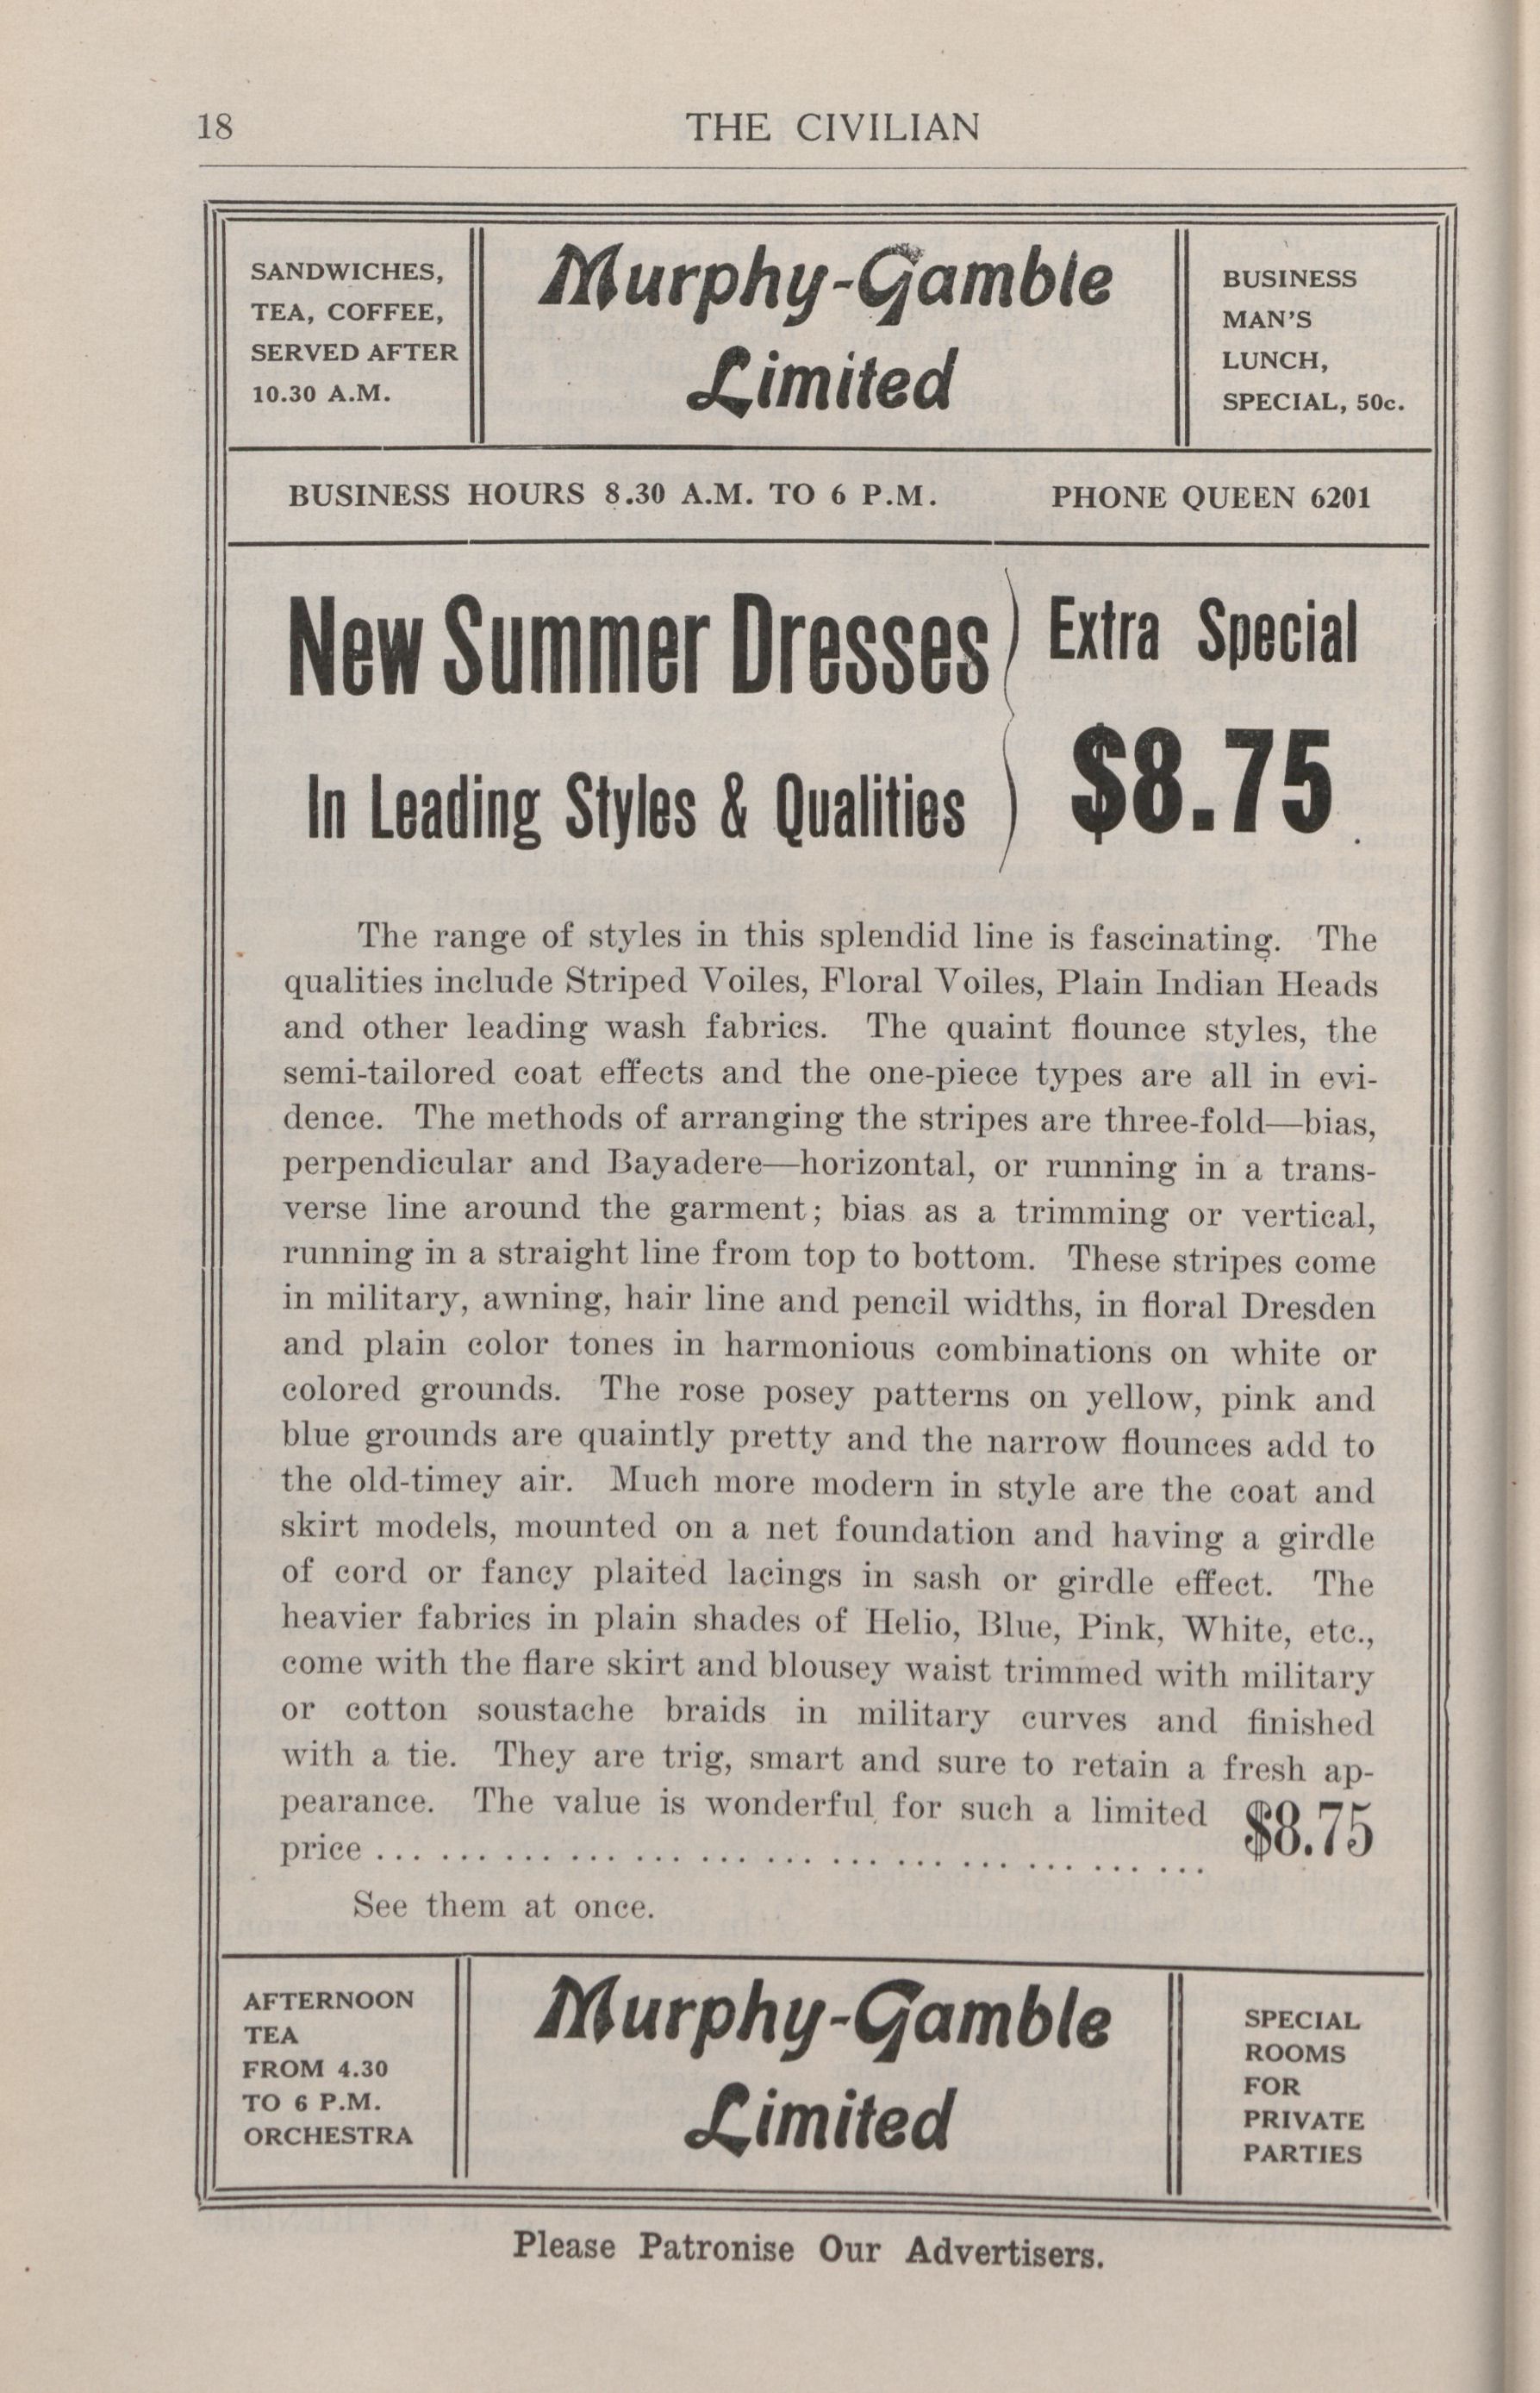 18
THE CIVILIAN
SANDWICHES,
TEA, COFFEE,
SERVED AFTER
10.30 A.M.
Murphy-Gamble
Limited
BUSINESS
MAN'S
LUNCH,
SPECIAL, 50c.
BUSINESS HOURS 8.30 A.M. TO 6 P.M.
PHONE QUEEN 6201
New Summer Dresses
In Leading Styles & Qualities
Extra Special
$8.75
The range of styles in this splendid line is fascinating. The
qualities include Striped Voiles, Floral Voiles, Plain Indian Heads
and other leading wash fabrics. The quaint flounce styles, the
semi-tailored coat effects and the one-piece types are all in evi-
dence. The methods of arranging the stripes are three-fold—bias,
perpendicular and Bayadere—horizontal, or running in a trans-
verse line around the garment; bias as a trimming or vertical,
running in a straight line from top to bottom. These stripes come
in military, awning, hair line and pencil widths, in floral Dresden
and plain color tones in harmonious combinations on white or
colored grounds. The rose posey patterns on yellow, pink and
blue grounds are quaintly pretty and the narrow flounces add to
the old-timey air. Much more modern in style are the coat and
skirt models, mounted on a net foundation and having a girdle
of cord or fancy plaited lacings in sash or girdle effect. The
heavier fabrics in plain shades of Helio, Blue, Pink, White, etc.,
come with the flare skirt and blousey waist trimmed with military
or cotton soustache braids in military curves and finished
with a tie. They are trig, smart and sure to retain a fresh ap-
pearance. The value is wonderful for such a limited
price ....................................... $8.75
See them at once.
AFTERNOON
TEA
FROM 4.30
TO 6 P.M.
ORCHESTRA
Murphy-Gamble
Limited
SPECIAL
ROOMS
FOR
PRIVATE
PARTIES
Please Patronise Our Advertisers.